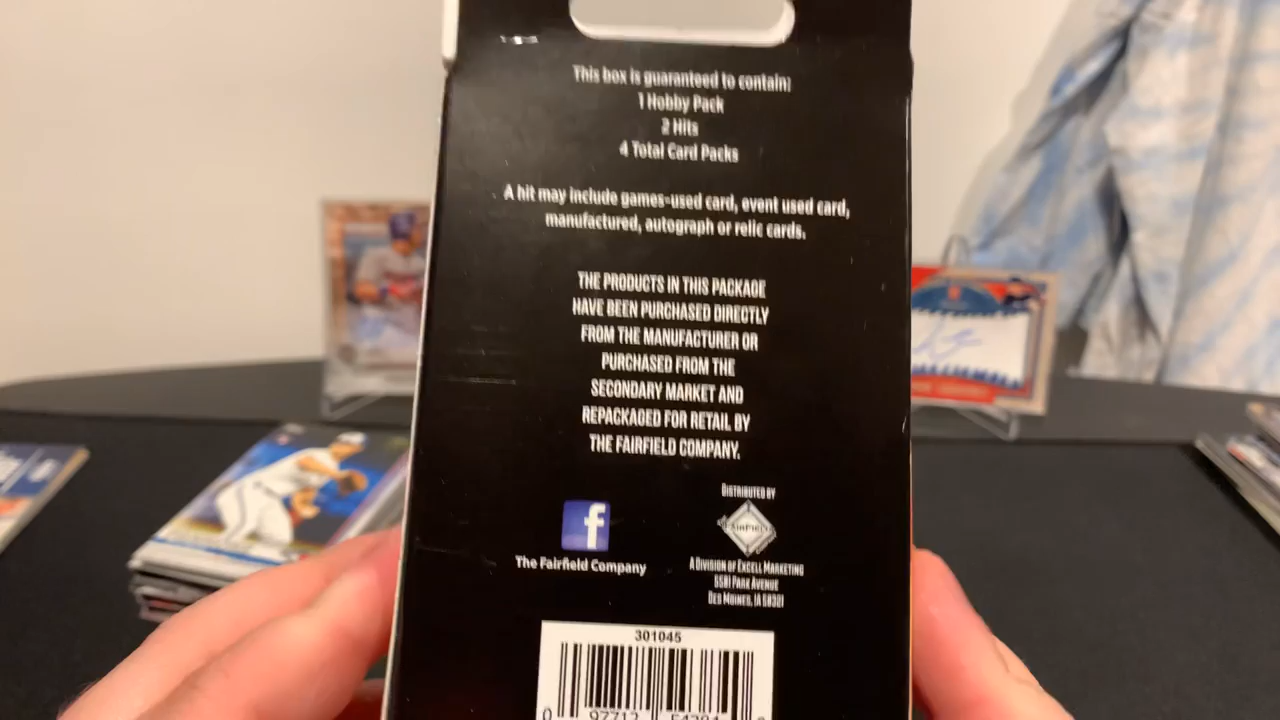 This box is guaranteed to contain:
1 Hobby Pack
2 Hits
4 Total Card Packs
A hit may include games-used card, event used card,
manufactured, autograph or relic cards.
THE PRODUCTS IN THIS PACKAGE
HAVE BEEN PURCHASED DIRECTLY
FROM THE MANUFACTURER OR
PURCHASED FROM THE
SECONDARY MARKET AND
REPACKAGED FOR RETAIL BY
THE FAIRFIELD COMPANY.
f
The Fairfield Company
DISTRIBUTED BY
FAIRFIELD
A DIVISION OF EXCELL MARKETING
5501 PARK AVENUE
DES MOINES, IA 50321
301045
0 97712